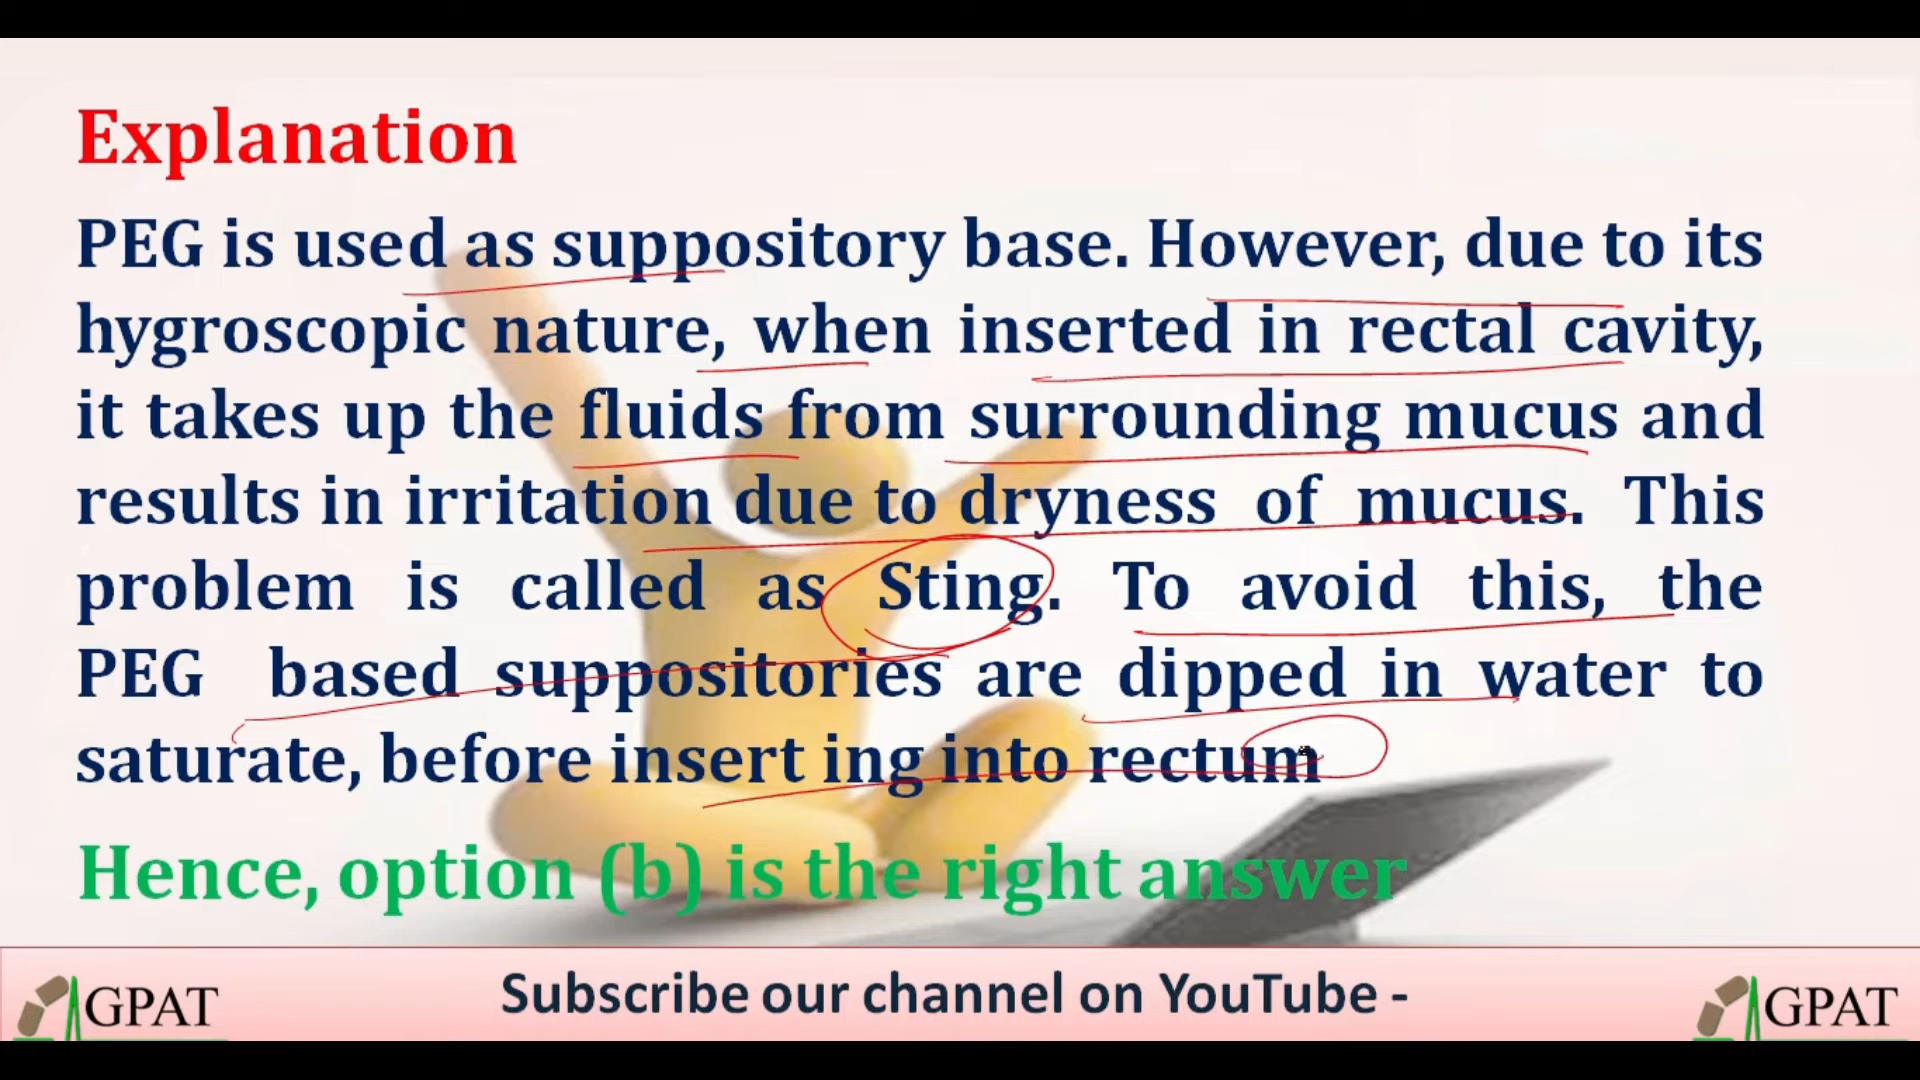 Explanation
PEG is used as suppository base. However, due to its
hygroscopic nature, when inserted in rectal cavity,
it takes up the fluids from surrounding mucus and
results in irritation due to dryness of mucus. This
problem is called as Sting. To avoid this, the
PEG based suppositories are dipped in water to
saturate, before insert ing into rectum
Hence, option (b) is the right answer
GPAT Subscribe our channel on YouTube - GPAT